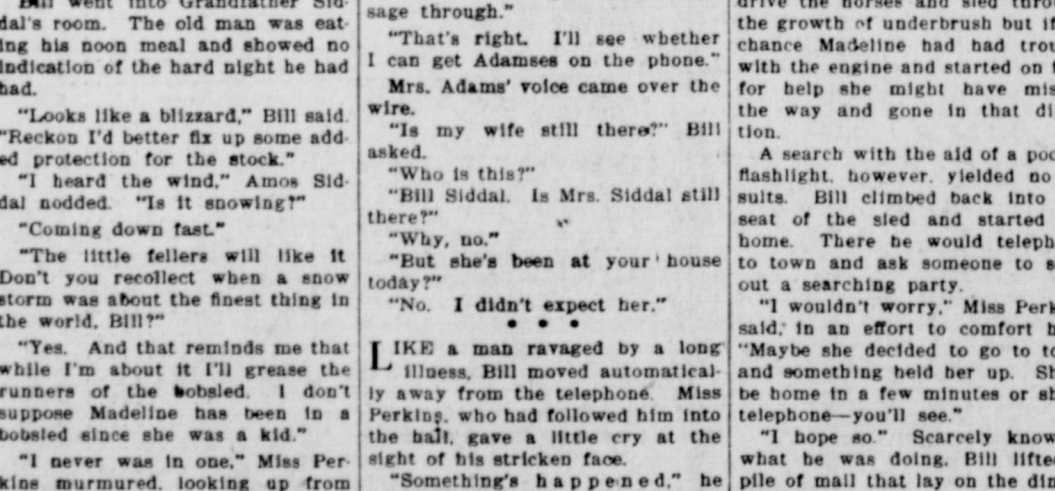 Bill went into Grandfather Sid-
dal's room. The old man was eat-
ing his noon meal and showed no
indication of the hard night he had
had.
"Looks like a blizzard," Bill said.
"Reckon I'd better fix up some add-
ed protection for the stock."
"I heard the wind," Amos Sid-
dal nodded. "Is it snowing?"
"Coming down fast."
"The little fellers will like it
Don't you recollect when a snow
storm was about the finest thing in
the world, Bill?"
"Yes. And that reminds me that
while I'm about it I'll grease the
runners of the bobsled. I don't
suppose Madeline has been in a
bobsled since she was a kid."
"I never was in one," Miss Per-
kins murmured, looking up from
sage through."
"That's right. I'll see whether
I can get Adamses on the phone."
Mrs. Adams' voice came over the
wire.
"Is my wife still there?" Bill
asked.
"Who is this?"
"Bill Siddal. Is Mrs. Siddal still
there?"
"Why, no."
"But she's been at your house
today?"
"No. I didn't expect her."
• • •
LIKE a man ravaged by a long
illness, Bill moved automatical-
ly away from the telephone. Miss
Perkins, who had followed him into
the hall, gave a little cry at the
sight of his stricken face.
"Something's happened," he
drive the horses and sled
the growth of underbrush but if
chance Madeline had had
with the engine and started on
for help she might have
the way and gone in that
tion.
A search with the aid of a
flashlight, however, yielded no
sults. Bill climbed back into
seat of the sled and started
home. There he would
to town and ask someone to
out a searching party.
"I wouldn't worry," Miss
said, in an effort to comfort
"Maybe she decided to go to
and something held her up.
be home in a few minutes or
telephone—you'll see."
"I hope so." Scarcely
what he was doing, Bill
pile of mail that lay on the